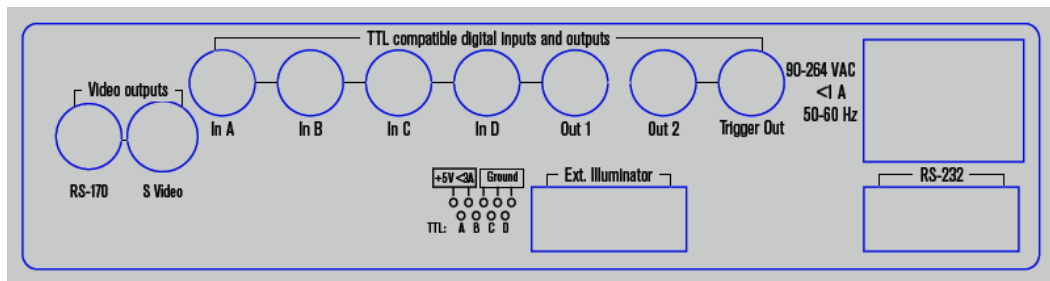 TTL compatible digital inputs and outputs
In A
In B
In C
In D
Out 1
Out 2
Trigger Out
90-264 VAC
<1 A
50-60 Hz
Video outputs
RS-170
S Video
+5V <3A
Ground
TTL: A B C D
Ext. Illuminator
RS-232